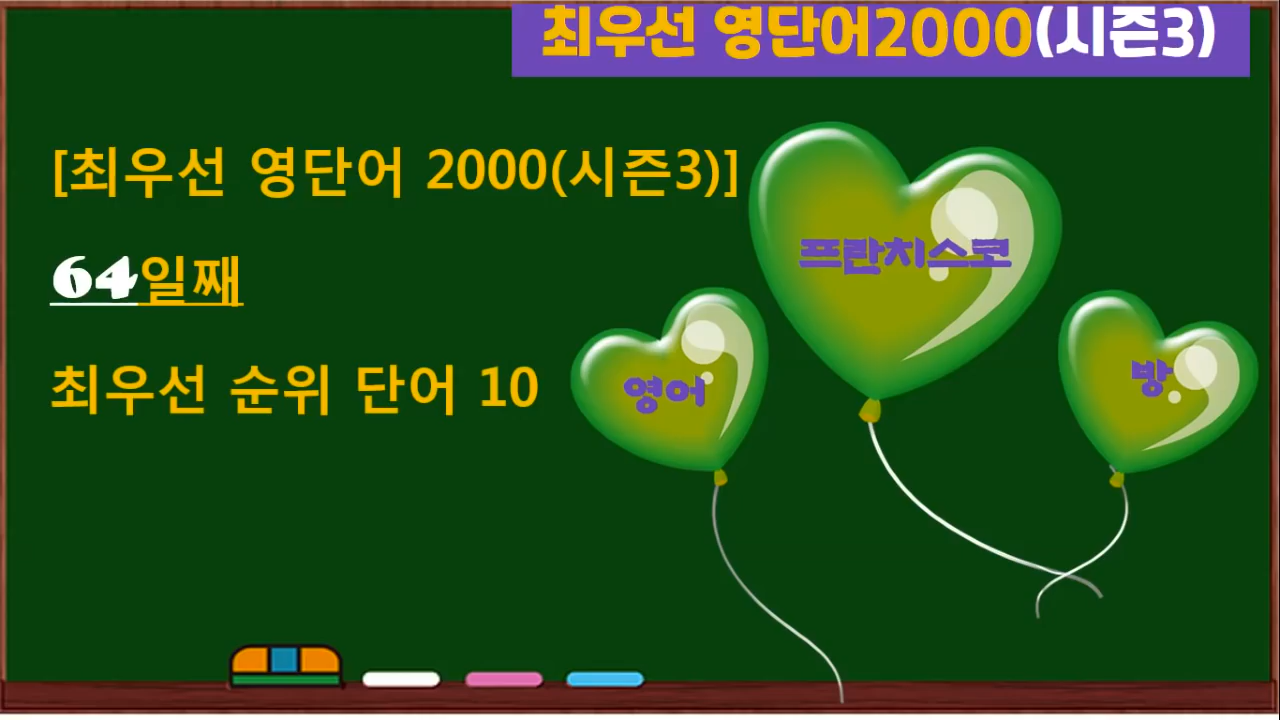 최우선 영단어2000(시즌3)
[최우선 영단어 2000(시즌3)]
64일째
최우선 순위 단어 10
영어
프란치스코
방